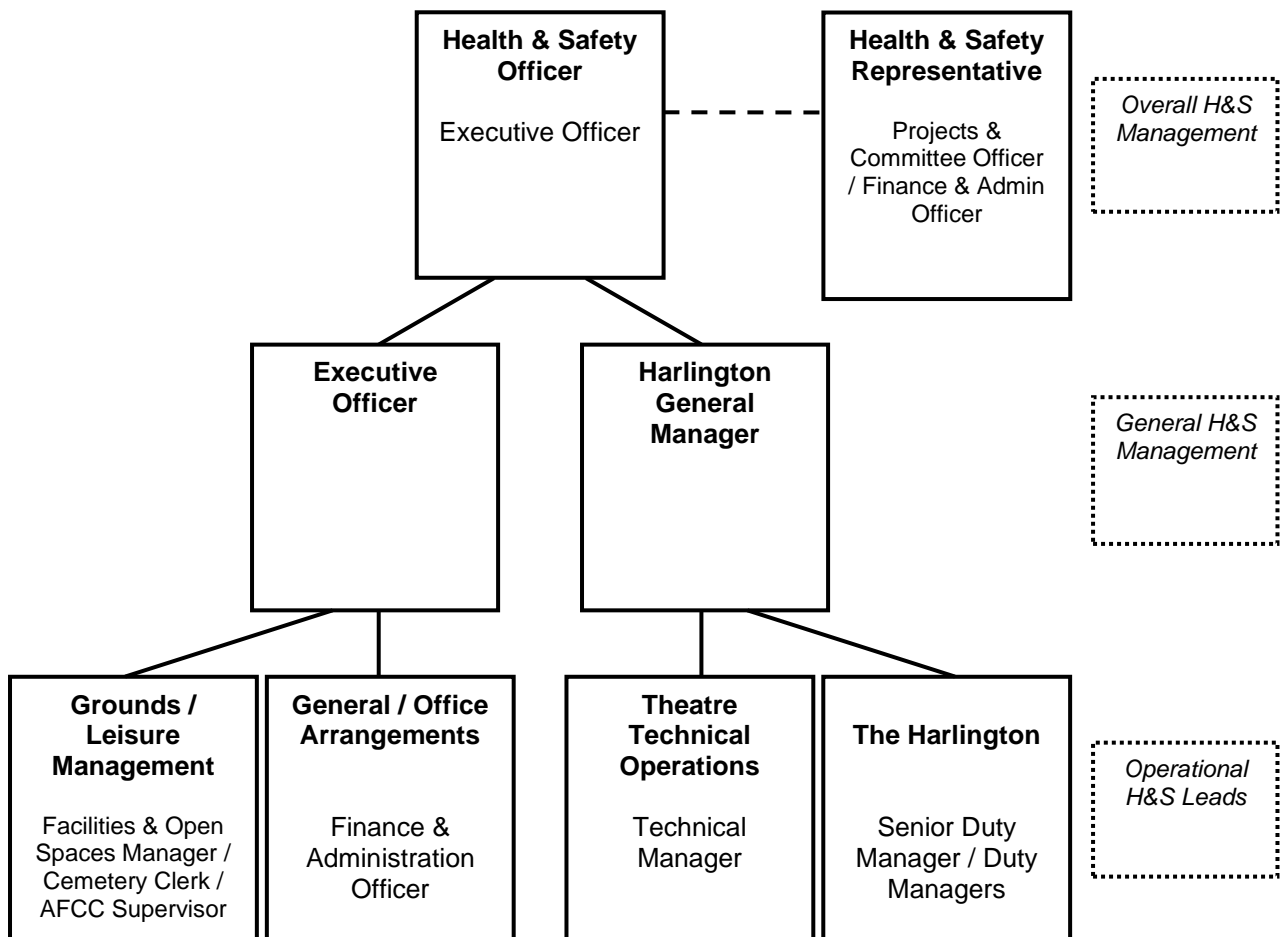 Health & Safety
Officer
Executive Officer
Health & Safety
Representative
Projects &
Committee Officer
/ Finance & Admin
Officer
Overall H&S
Management
Executive
Officer
Harlington
General
Manager
General H&S
Management
Grounds /
Leisure
Management
Facilities & Open
Spaces Manager /
Cemetery Clerk /
AFCC Supervisor
General / Office
Arrangements
Finance &
Administration
Officer
Theatre
Technical
Operations
Technical
Manager
The Harlington
Senior Duty
Manager / Duty
Managers
Operational
H&S Leads